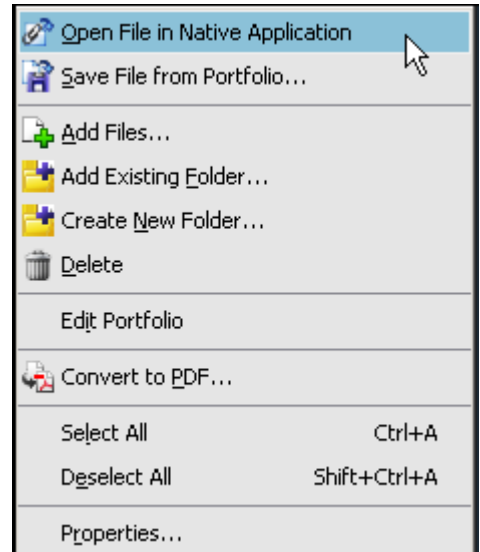 Open File in Native Application
Save File from Portfolio...
Add Files...
Add Existing Folder...
Create New Folder...
Delete
Edit Portfolio
Convert to PDF...
Select All Ctrl+A
Deselect All Shift+Ctrl+A
Properties...